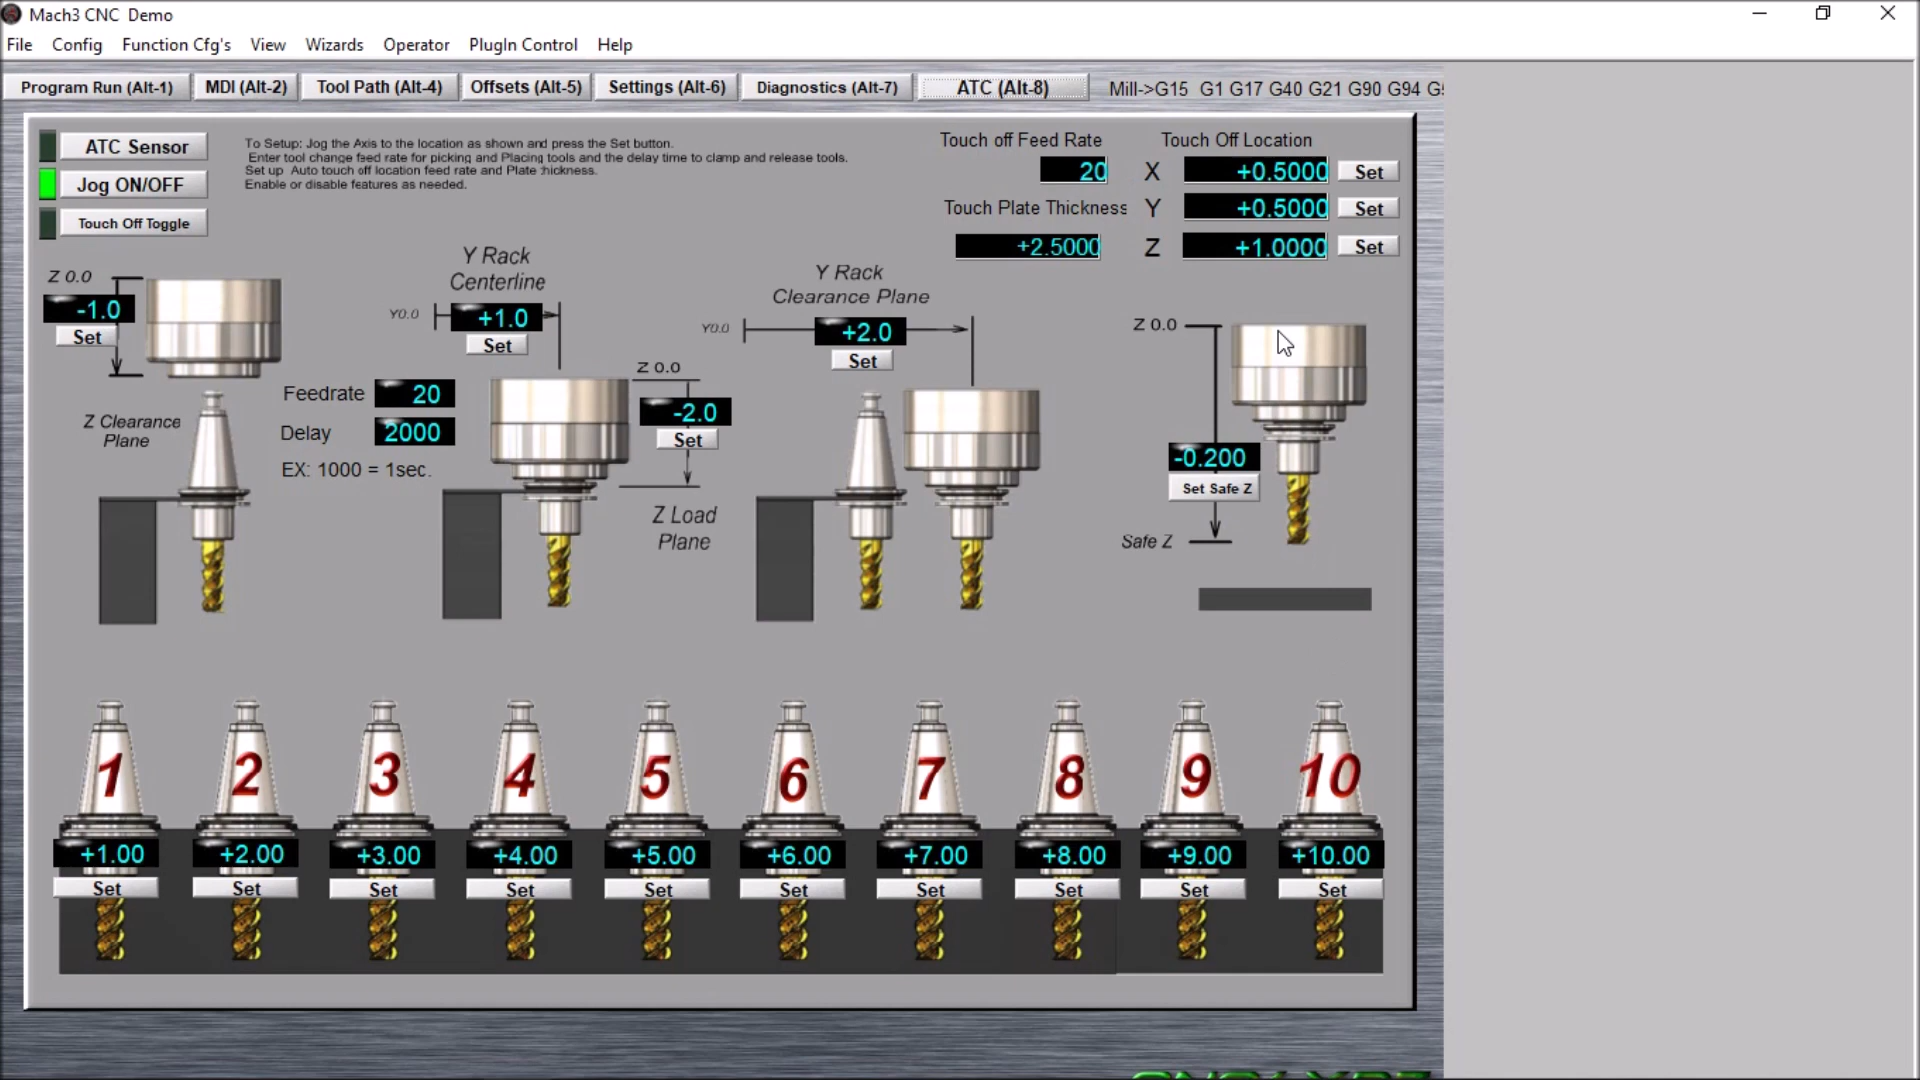 Mach3 CNC Demo
File Config Function Cfg's View Wizards Operator PlugIn Control Help
Program Run (Alt-1) MDI (Alt-2) Tool Path (Alt-4) Offsets (Alt-5) Settings (Alt-6) Diagnostics (Alt-7) ATC (Alt-8) Mill->G15 G1 G17 G40 G21 G90 G94
ATC Sensor
Jog ON/OFF
Touch Off Toggle
To Setup: Jog the Axis to the location as shown and press the Set button.
Enter tool change feed rate for picking and Placing tools and the delay time to clamp and release tools.
Set up Auto touch off location feed rate and Plate thickness.
Enable or disable features as needed.
Touch off Feed Rate
20
Touch Plate Thickness
+2.5000
Touch Off Location
X +0.5000 Set
Y +0.5000 Set
Z +1.0000 Set
Z 0.0
-1.0
Set
Z Clearance
Plane
Feedrate 20
Delay 2000
EX: 1000 = 1sec.
Y Rack
Centerline
Y0.0 +1.0
Set
Z 0.0
-2.0
Set
Z Load
Plane
Y Rack
Clearance Plane
Y0.0 +2.0
Set
Z 0.0
-0.200
Set Safe Z
Safe Z
1 2 3 4 5 6 7 8 9 10
+1.00 +2.00 +3.00 +4.00 +5.00 +6.00 +7.00 +8.00 +9.00 +10.00
Set Set Set Set Set Set Set Set Set Set